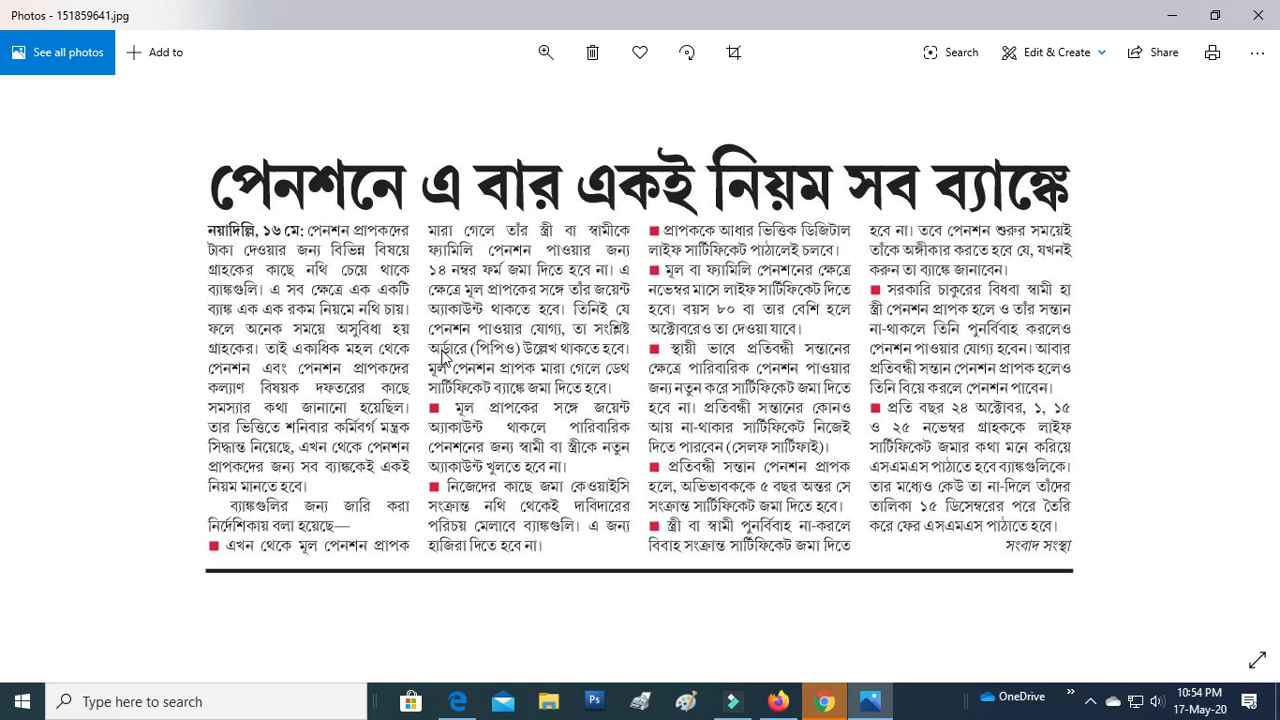 Photos - 151859641.jpg
See all photos
Add to
Search
Edit & Create
Share
পেনশনে এ বার একই নিয়ম সব ব্যাঙ্কে
নয়াদিল্লি, ১৬ মে: পেনশন প্রাপকদের
টাকা দেওয়ার জন্য বিভিন্ন বিষয়ে
গ্রাহকের কাছে নথি চেয়ে থাকে
ব্যাঙ্কগুলি। এ সব ক্ষেত্রে এক একটি
ব্যাঙ্ক এক এক রকম নিয়মে নথি চায়।
ফলে অনেক সময়ে অসুবিধা হয়
গ্রাহকের। তাই একাধিক মহল থেকে
পেনশন এবং পেনশন প্রাপকদের
কল্যাণ বিষয়ক দফতরের কাছে
সমস্যার কথা জানানো হয়েছিল।
তার ভিত্তিতে শনিবার কর্মিবর্গ মন্ত্রক
সিদ্ধান্ত নিয়েছে, এখন থেকে পেনশন
প্রাপকদের জন্য সব ব্যাঙ্ককেই একই
নিয়ম মানতে হবে।
ব্যাঙ্কগুলির জন্য জারি করা
নির্দেশিকায় বলা হয়েছে—
■ এখন থেকে মূল পেনশন প্রাপক
মারা গেলে তাঁর স্ত্রী বা স্বামীকে
ফ্যামিলি পেনশন পাওয়ার জন্য
১৪ নম্বর ফর্ম জমা দিতে হবে না। এ
ক্ষেত্রে মূল প্রাপকের সঙ্গে তাঁর জয়েন্ট
অ্যাকাউন্ট থাকতে হবে। তিনিই যে
পেনশন পাওয়ার যোগ্য, তা সংশ্লিষ্ট
অর্ডারে (পিপিও) উল্লেখ থাকতে হবে।
মূল পেনশন প্রাপক মারা গেলে ডেথ
সার্টিফিকেট ব্যাঙ্কে জমা দিতে হবে।
■ মূল প্রাপকের সঙ্গে জয়েন্ট
অ্যাকাউন্ট থাকলে পারিবারিক
পেনশনের জন্য স্বামী বা স্ত্রীকে নতুন
অ্যাকাউন্ট খুলতে হবে না।
■ নিজেদের কাছে জমা কেওয়াইসি
সংক্রান্ত নথি থেকেই দাবিদারের
পরিচয় মেলাবে ব্যাঙ্কগুলি। এ জন্য
হাজিরা দিতে হবে না।
■ প্রাপককে আধার ভিত্তিক ডিজিটাল
লাইফ সার্টিফিকেট পাঠালেই চলবে।
■ মূল বা ফ্যামিলি পেনশনের ক্ষেত্রে
নভেম্বর মাসে লাইফ সার্টিফিকেট দিতে
হবে। বয়স ৮০ বা তার বেশি হলে
অক্টোবরেও তা দেওয়া যাবে।
■ স্থায়ী ভাবে প্রতিবন্ধী সন্তানের
ক্ষেত্রে পারিবারিক পেনশন পাওয়ার
জন্য নতুন করে সার্টিফিকেট জমা দিতে
হবে না। প্রতিবন্ধী সন্তানের কোনও
আয় না-থাকার সার্টিফিকেট নিজেই
দিতে পারবেন (সেলফ সার্টিফাই)।
■ প্রতিবন্ধী সন্তান পেনশন প্রাপক
হলে, অভিভাবককে ৫ বছর অন্তর সে
সংক্রান্ত সার্টিফিকেট জমা দিতে হবে।
■ স্ত্রী বা স্বামী পুনর্বিবাহ না-করলে
বিবাহ সংক্রান্ত সার্টিফিকেট জমা দিতে
হবে না। তবে পেনশন শুরুর সময়েই
তাঁকে অঙ্গীকার করতে হবে যে, যখনই
করুন তা ব্যাঙ্কে জানাবেন।
■ সরকারি চাকুরের বিধবা স্বামী হা
স্ত্রী পেনশন প্রাপক হলে ও তাঁর সন্তান
না-থাকলে তিনি পুনর্বিবাহ করলেও
পেনশন পাওয়ার যোগ্য হবেন। আবার
প্রতিবন্ধী সন্তান পেনশন প্রাপক হলেও
তিনি বিয়ে করলে পেনশন পাবেন।
■ প্রতি বছর ২৪ অক্টোবর, ১, ১৫
ও ২৫ নভেম্বর গ্রাহককে লাইফ
সার্টিফিকেট জমার কথা মনে করিয়ে
এসএমএস পাঠাতে হবে ব্যাঙ্কগুলিকে।
তার মধ্যেও কেউ তা না-দিলে তাঁদের
তালিকা ১৫ ডিসেম্বরের পরে তৈরি
করে ফের এসএমএস পাঠাতে হবে।
সংবাদ সংস্থা
Type here to search
Ps
OneDrive
10:54 PM
17-May-20